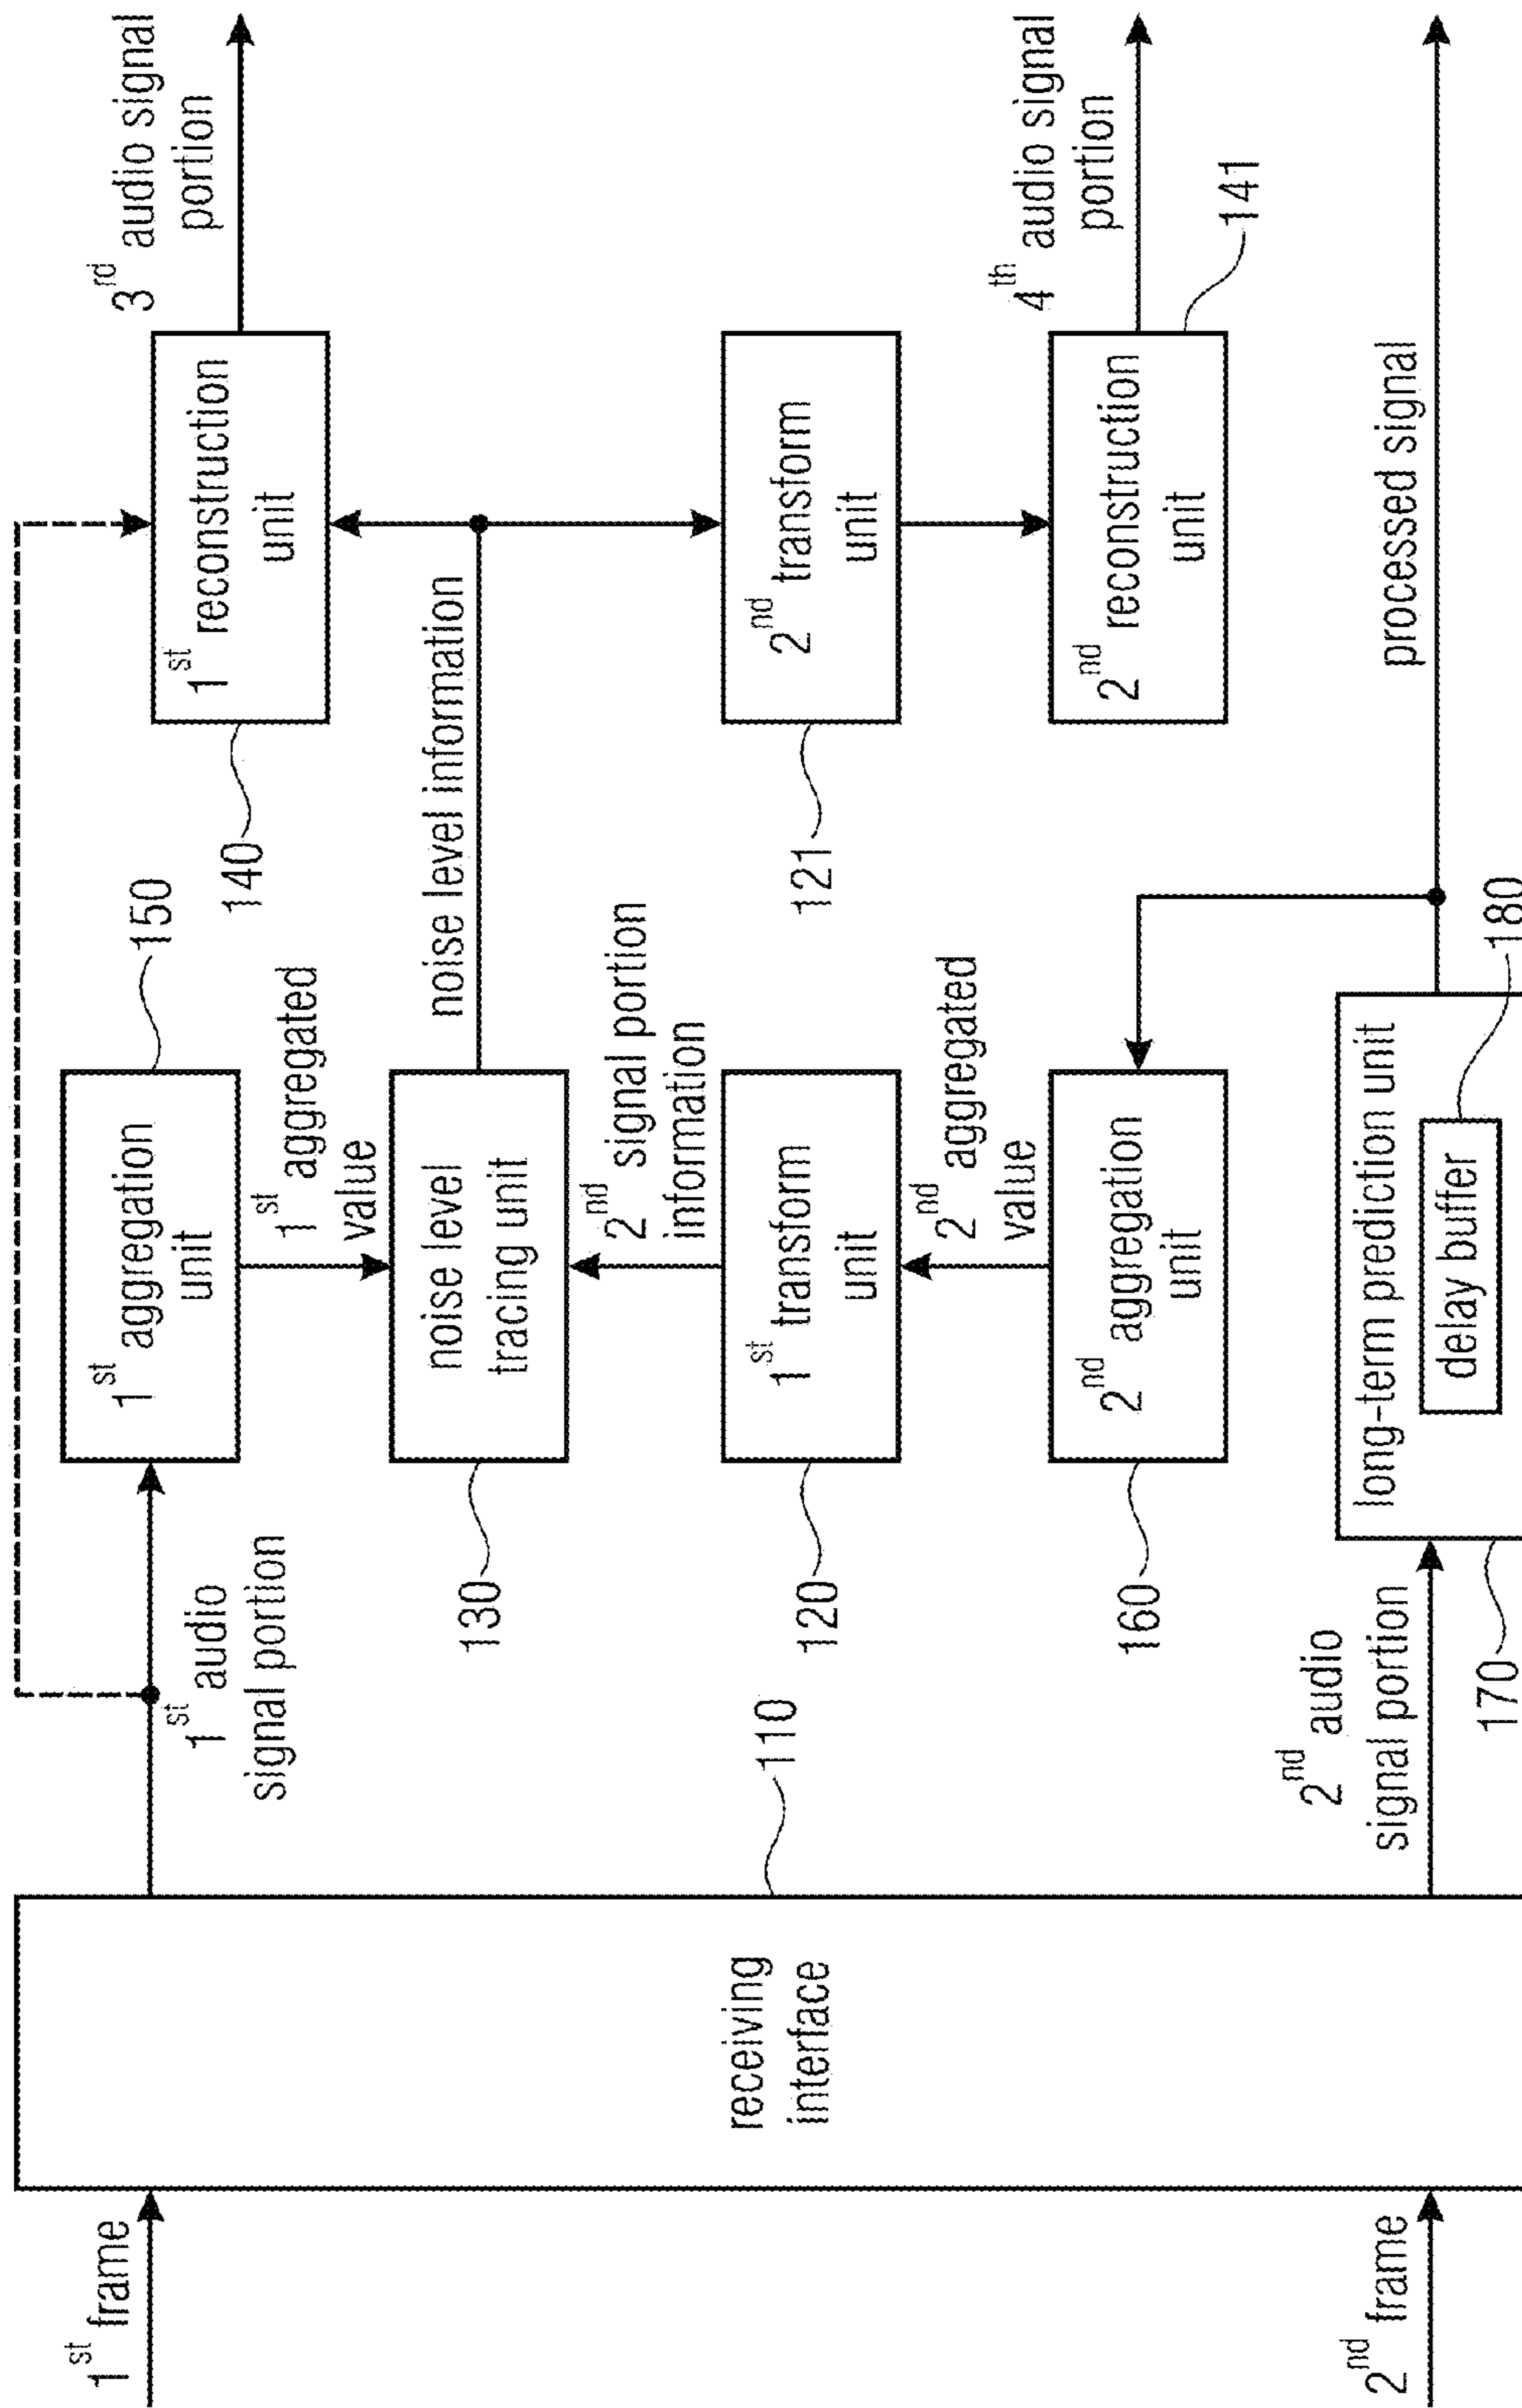 1st frame
2nd frame
receiving
interface
110
1st audio
signal portion
2nd audio
signal portion
1st aggregation
unit
150
1st aggregated
value
noise level
tracing unit
130
2nd signal portion
information
1st transform
unit
120
2nd aggregated
value
2nd aggregation
unit
160
long-term prediction unit
delay buffer
170
180
noise level information
1st reconstruction
unit
140
2nd transform
unit
121
2nd reconstruction
unit
141
3rd audio signal
portion
4th audio signal
portion
processed signal